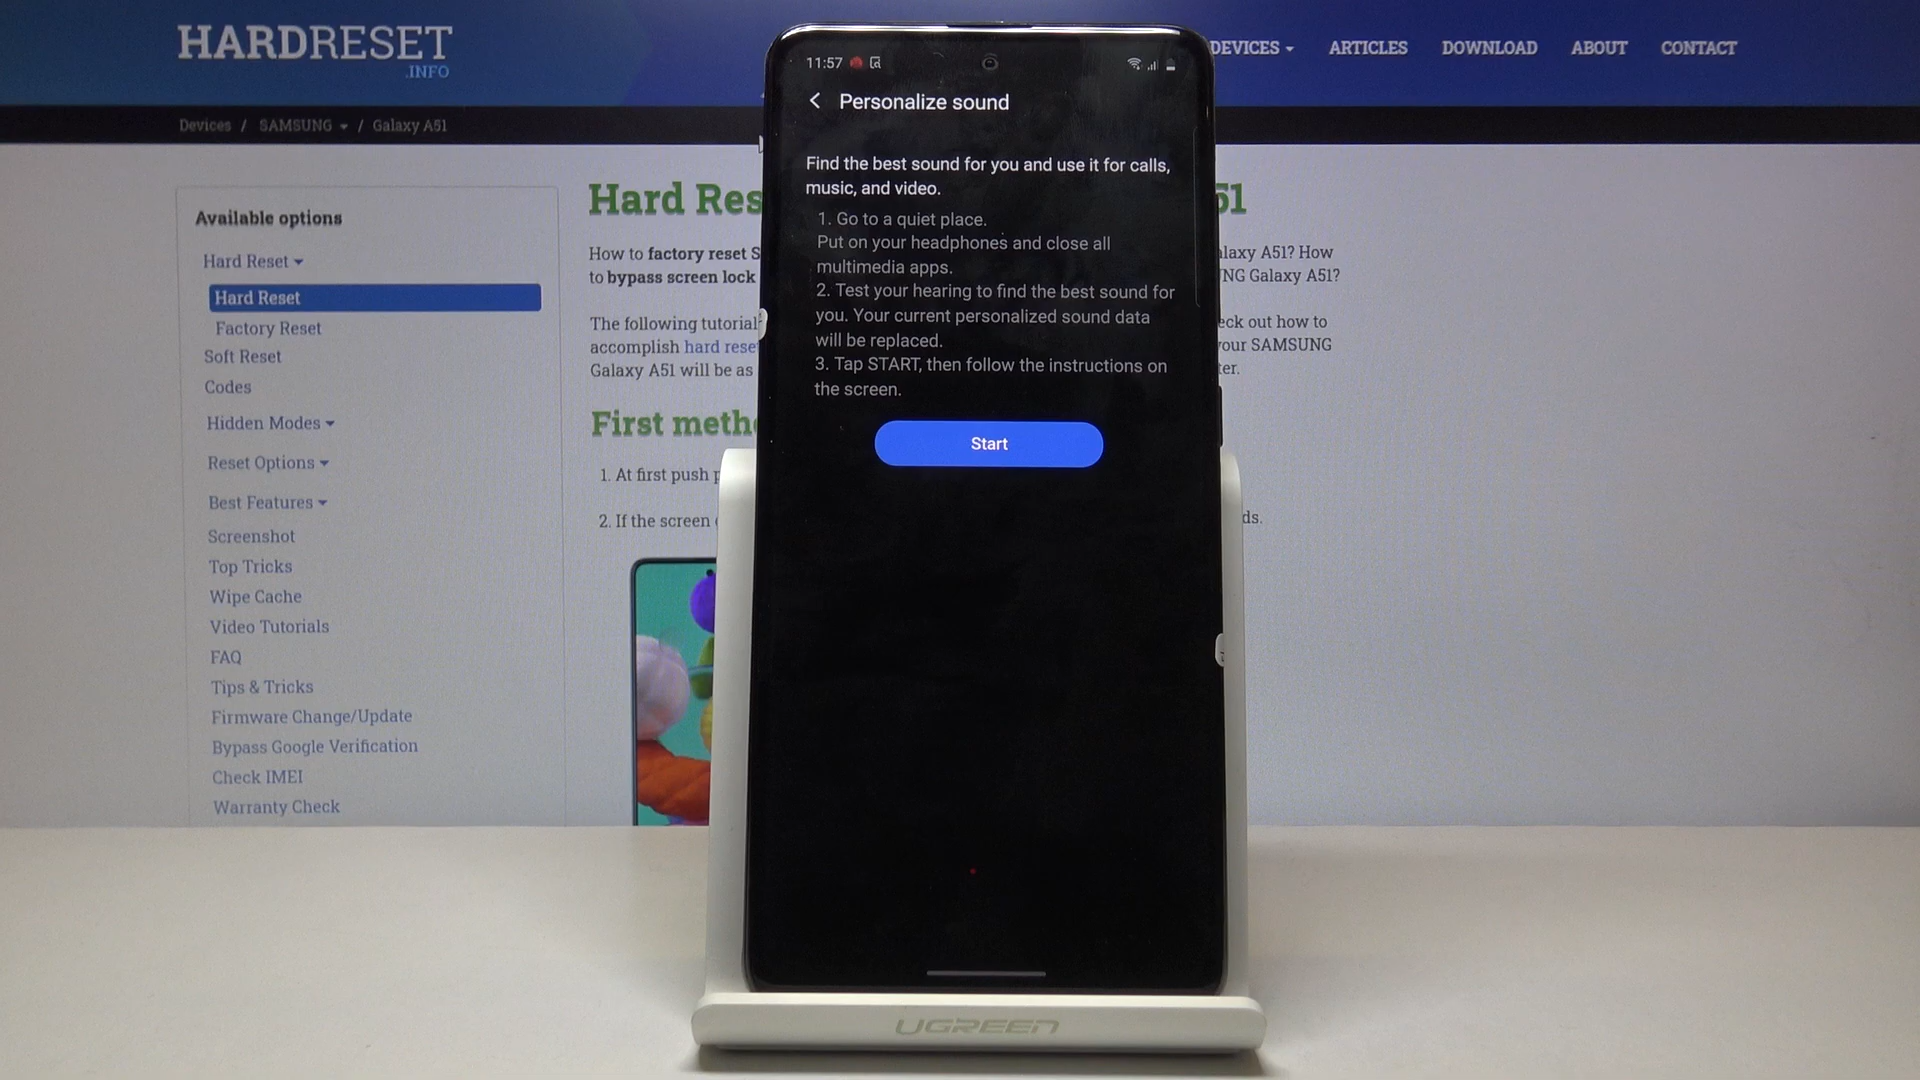 HARDRESET
.INFO
DEVICES
ARTICLES
DOWNLOAD
ABOUT
CONTACT
Devices / SAMSUNG / Galaxy A51
Available options
Hard Reset
Hard Reset
Factory Reset
Soft Reset
Codes
Hidden Modes
Reset Options
Best Features
Screenshot
Top Tricks
Wipe Cache
Video Tutorials
FAQ
Tips & Tricks
Firmware Change/Update
Bypass Google Verification
Check IMEI
Warranty Check
Hard Res
51
How to factory reset S
to bypass screen lock
alaxy A51? How
NG Galaxy A51?
The following tutorial
accomplish hard rese
Galaxy A51 will be as
eck out how to
your SAMSUNG
ter.
First meth
1. At first push p
2. If the screen
ds.
11:57
Personalize sound
Find the best sound for you and use it for calls,
music, and video.
1. Go to a quiet place.
Put on your headphones and close all
multimedia apps.
2. Test your hearing to find the best sound for
you. Your current personalized sound data
will be replaced.
3. Tap START, then follow the instructions on
the screen.
Start
UGREEN